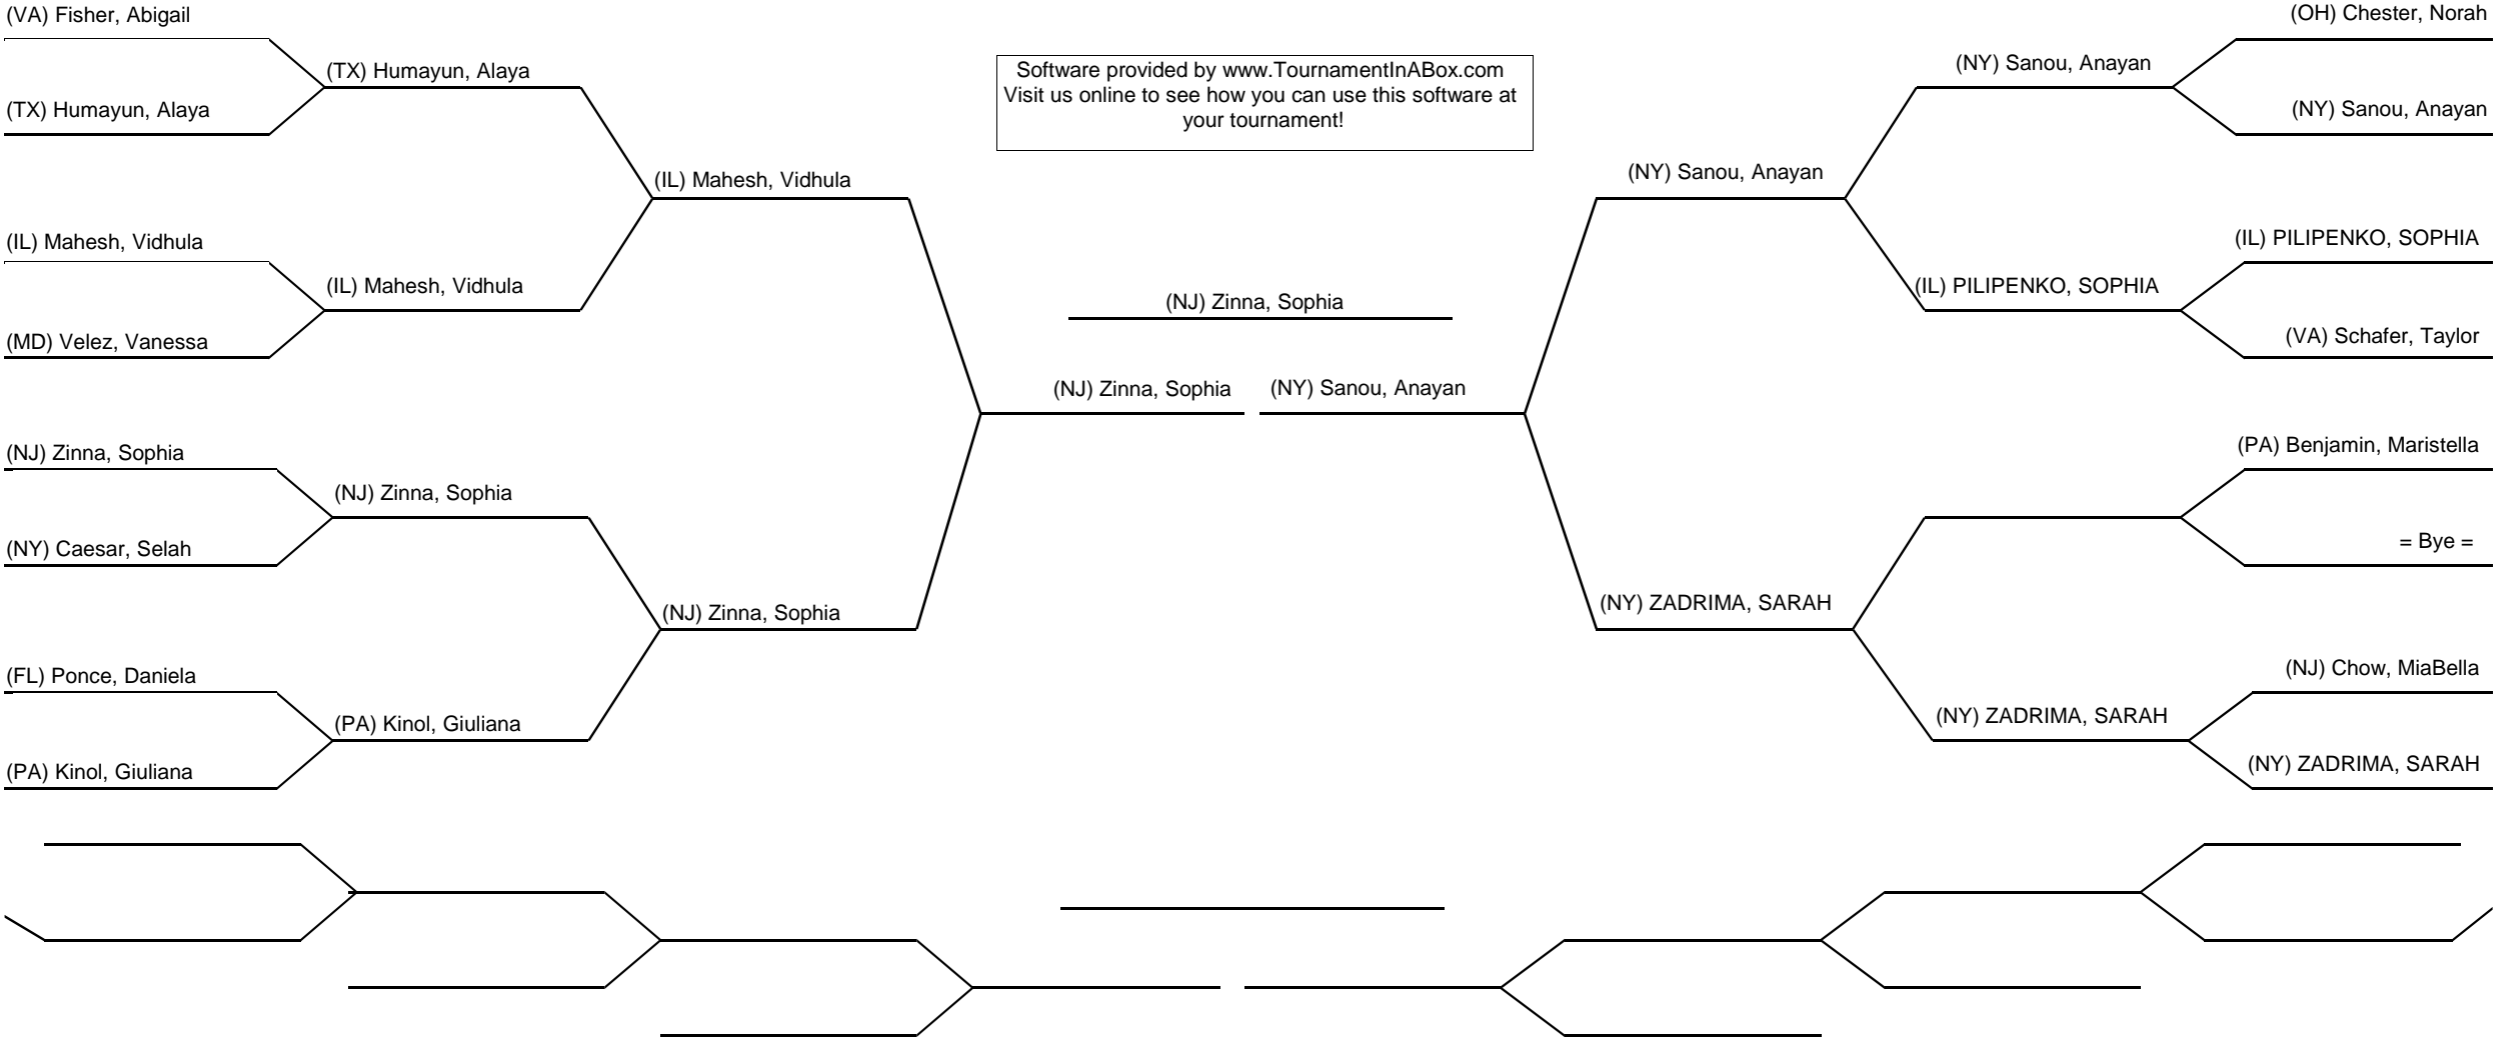 (VA) Fisher, Abigail
(TX) Humayun, Alaya
(IL) Mahesh, Vidhula
(MD) Velez, Vanessa
(NJ) Zinna, Sophia
(NY) Caesar, Selah
(FL) Ponce, Daniela
(PA) Kinol, Giuliana
(TX) Humayun, Alaya
(IL) Mahesh, Vidhula
(NJ) Zinna, Sophia
(PA) Kinol, Giuliana
(IL) Mahesh, Vidhula
(NJ) Zinna, Sophia
Software provided by www.TournamentInABox.com
Visit us online to see how you can use this software at
your tournament!
(NJ) Zinna, Sophia
(NJ) Zinna, Sophia
(NY) Sanou, Anayan
(NY) Sanou, Anayan
(NY) ZADRIMA, SARAH
(NY) Sanou, Anayan
(IL) PILIPENKO, SOPHIA
(NY) ZADRIMA, SARAH
(OH) Chester, Norah
(NY) Sanou, Anayan
(IL) PILIPENKO, SOPHIA
(VA) Schafer, Taylor
(PA) Benjamin, Maristella
= Bye =
(NJ) Chow, MiaBella
(NY) ZADRIMA, SARAH